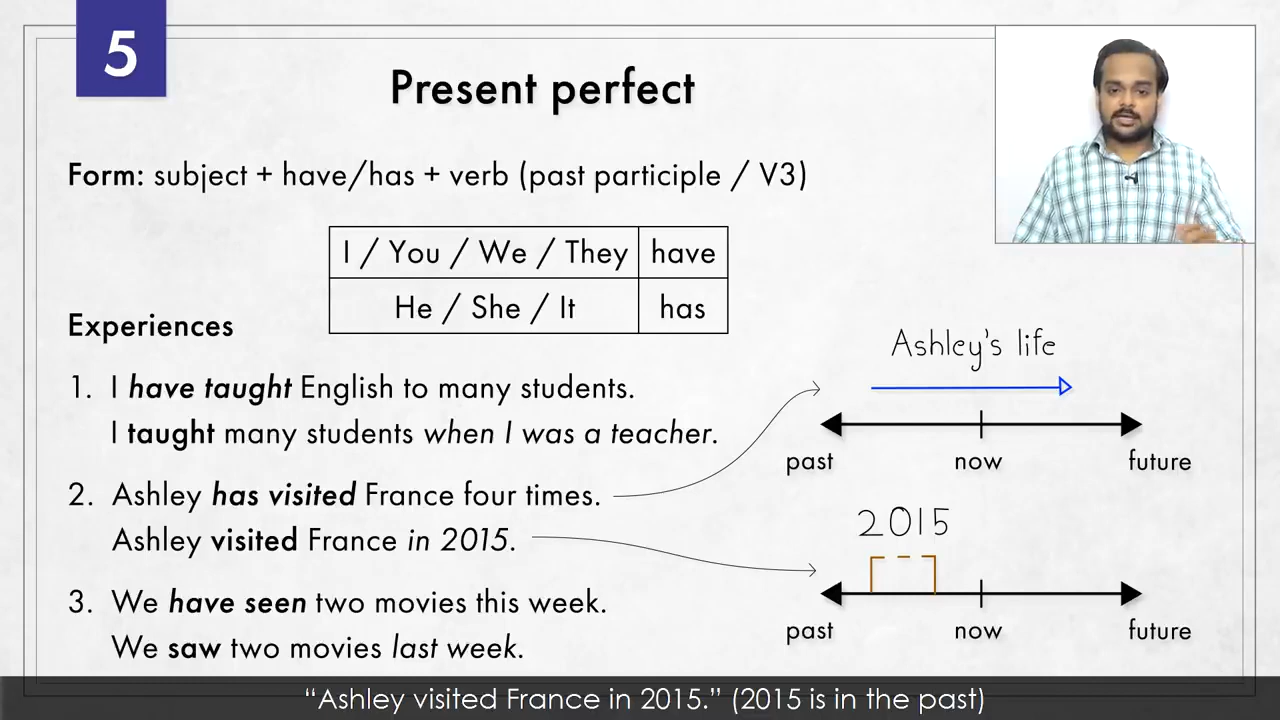 5
Present perfect
Form: subject + have/has + verb (past participle / V3)
I / You / We / They have
He / She / It has
Experiences
1. I have taught English to many students.
I taught many students when I was a teacher.
2. Ashley has visited France four times.
Ashley visited France in 2015.
3. We have seen two movies this week.
We saw two movies last week.
Ashley's life
past now future
2015
past now future
“Ashley visited France in 2015.” (2015 is in the past)